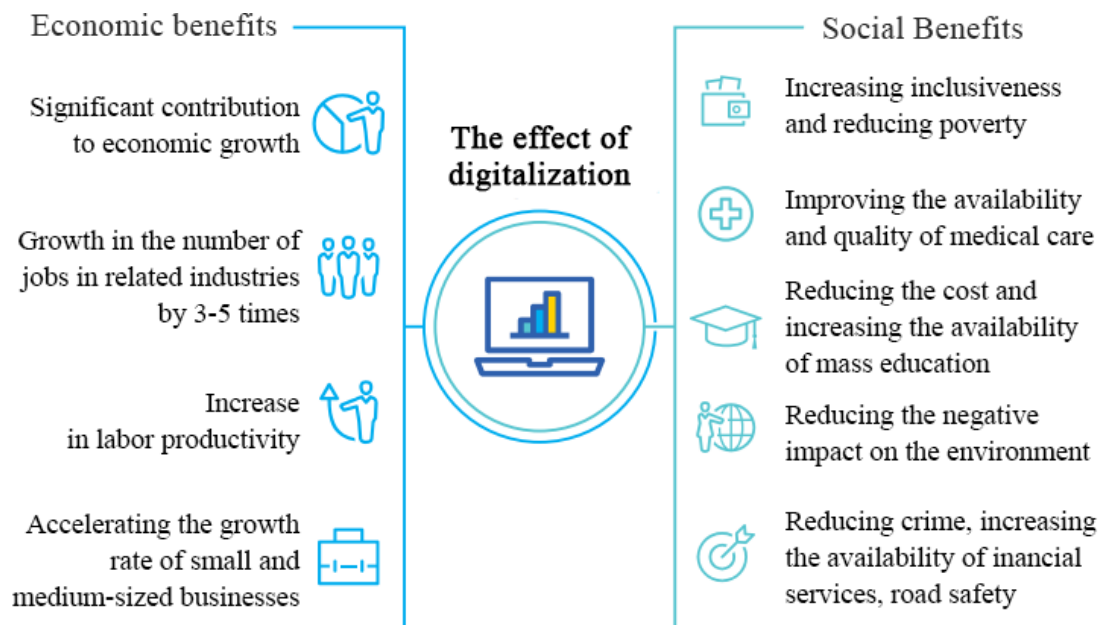 Economic benefits
Significant contribution
to economic growth
Growth in the number of
jobs in related industries
by 3-5 times
Increase
in labor productivity
Accelerating the growth
rate of small and
medium-sized businesses
The effect of
digitalization
Social Benefits
Increasing inclusiveness
and reducing poverty
Improving the availability
and quality of medical care
Reducing the cost and
increasing the availability
of mass education
Reducing the negative
impact on the environment
Reducing crime, increasing
the availability of inancial
services, road safety